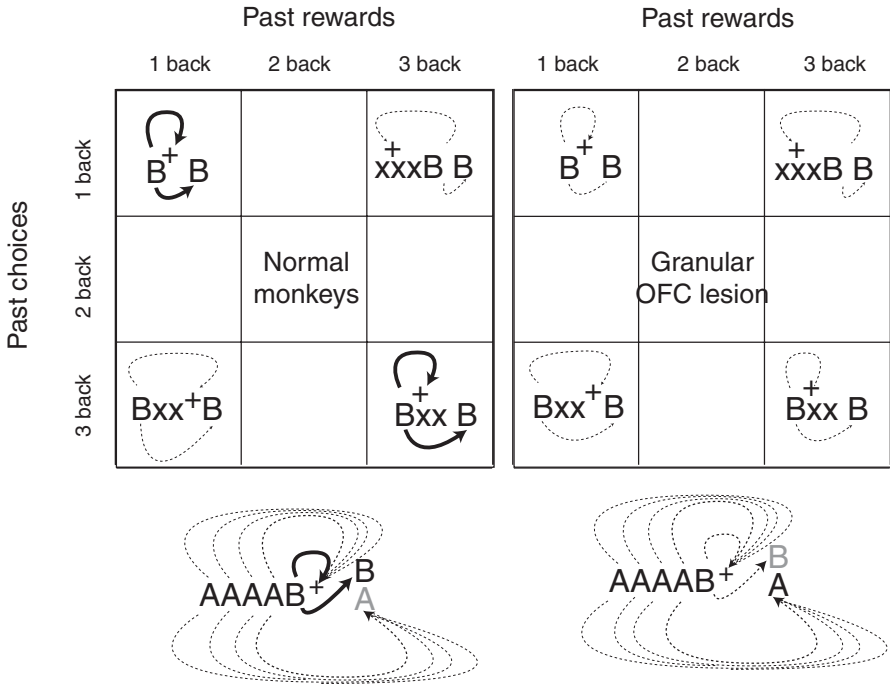 Past rewards
Past rewards
1 back 2 back 3 back
1 back 2 back 3 back
Past choices
1 back
2 back
3 back
B+ B
+
xxxB B
B+ B
+
xxxB B
Normal
monkeys
Granular
OFC lesion
Bxx+B
+
Bxx B
Bxx+B
+
Bxx B
AAAAB+
B
A
AAAAB+
B
A